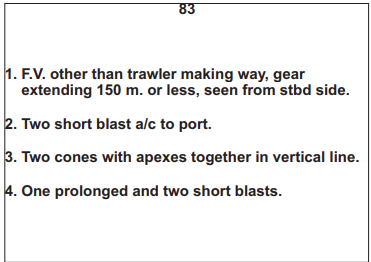 83
1. F.V. other than trawler making way, gear
extending 150 m. or less, seen from stbd side.
2. Two short blast a/c to port.
3. Two cones with apexes together in vertical line.
4. One prolonged and two short blasts.